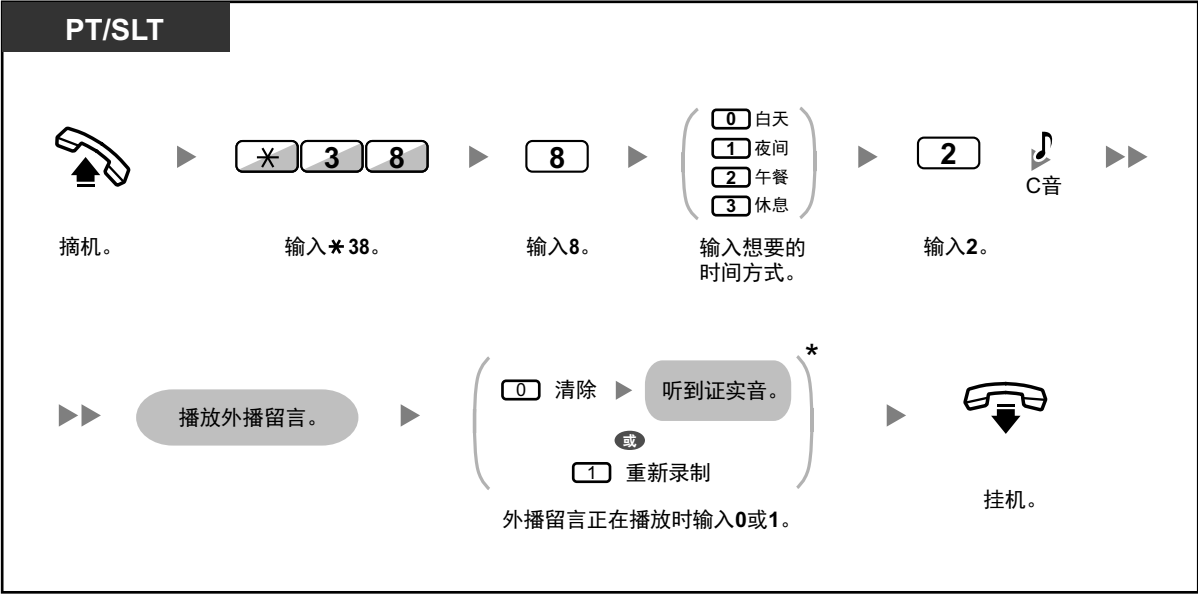 PT/SLT
0 白天
1 夜间
2 午餐
3 休息
* 3 8
8
2
C音
摘机。
输入*38。
输入8。
输入想要的
时间方式。
输入2。
播放外播留言。
0 清除
听到证实音。
*
或
1 重新录制
外播留言正在播放时输入0或1。
挂机。